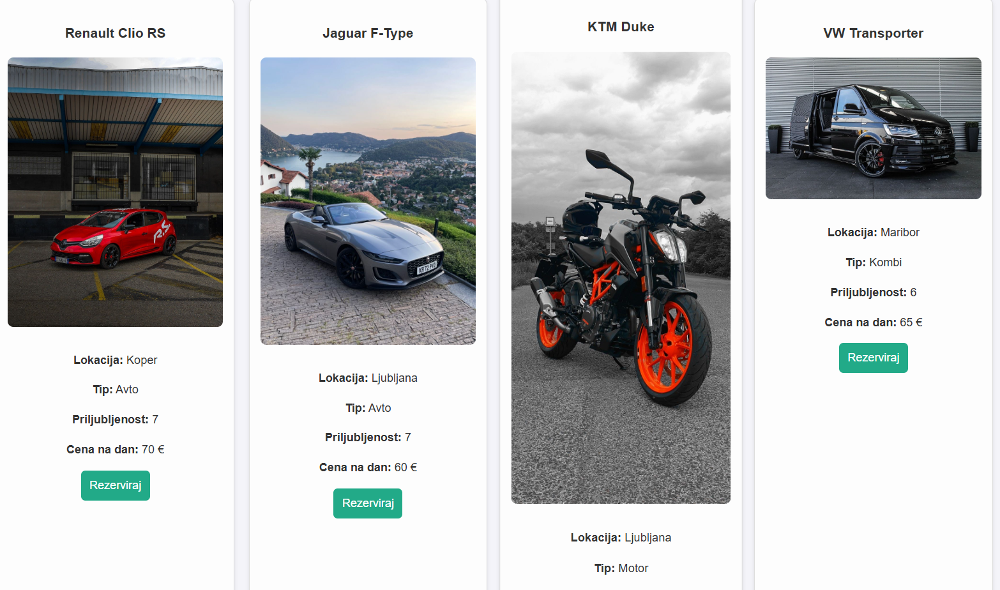 Renault Clio RS
R.S.
Lokacija: Koper
Tip: Avto
Priljubljenost: 7
Cena na dan: 70 €
Rezerviraj
Jaguar F-Type
KR72 PVD
Lokacija: Ljubljana
Tip: Avto
Priljubljenost: 7
Cena na dan: 60 €
Rezerviraj
KTM Duke
Lokacija: Ljubljana
Tip: Motor
VW Transporter
Lokacija: Maribor
Tip: Kombi
Priljubljenost: 6
Cena na dan: 65 €
Rezerviraj